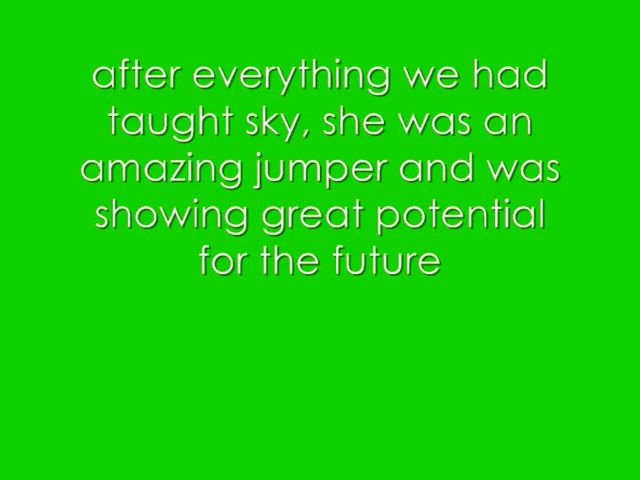 after everything we had
taught sky, she was an
amazing jumper and was
showing great potential
for the future